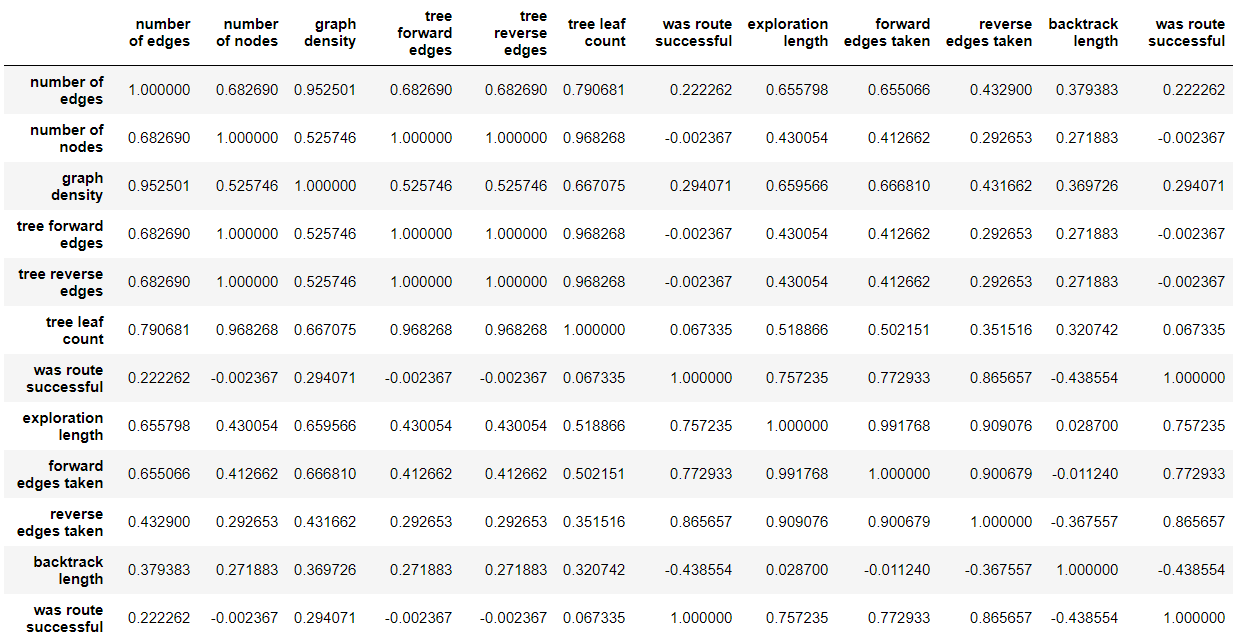 number of edges number of nodes graph density tree forward edges tree reverse edges tree leaf count was route successful exploration length forward edges taken reverse edges taken backtrack length was route successful
number of edges 1.000000 0.682690 0.952501 0.682690 0.682690 0.790681 0.222262 0.655798 0.655066 0.432900 0.379383 0.222262
number of nodes 0.682690 1.000000 0.525746 1.000000 1.000000 0.968268 -0.002367 0.430054 0.412662 0.292653 0.271883 -0.002367
graph density 0.952501 0.525746 1.000000 0.525746 0.525746 0.667075 0.294071 0.659566 0.666810 0.431662 0.369726 0.294071
tree forward edges 0.682690 1.000000 0.525746 1.000000 1.000000 0.968268 -0.002367 0.430054 0.412662 0.292653 0.271883 -0.002367
tree reverse edges 0.682690 1.000000 0.525746 1.000000 1.000000 0.968268 -0.002367 0.430054 0.412662 0.292653 0.271883 -0.002367
tree leaf count 0.790681 0.968268 0.667075 0.968268 0.968268 1.000000 0.067335 0.518866 0.502151 0.351516 0.320742 0.067335
was route successful 0.222262 -0.002367 0.294071 -0.002367 -0.002367 0.067335 1.000000 0.757235 0.772933 0.865657 -0.438554 1.000000
exploration length 0.655798 0.430054 0.659566 0.430054 0.430054 0.518866 0.757235 1.000000 0.991768 0.909076 0.028700 0.757235
forward edges taken 0.655066 0.412662 0.666810 0.412662 0.412662 0.502151 0.772933 0.991768 1.000000 0.900679 -0.011240 0.772933
reverse edges taken 0.432900 0.292653 0.431662 0.292653 0.292653 0.351516 0.865657 0.909076 0.900679 1.000000 -0.367557 0.865657
backtrack length 0.379383 0.271883 0.369726 0.271883 0.271883 0.320742 -0.438554 0.028700 -0.011240 -0.367557 1.000000 -0.438554
was route successful 0.222262 -0.002367 0.294071 -0.002367 -0.002367 0.067335 1.000000 0.757235 0.772933 0.865657 -0.438554 1.000000